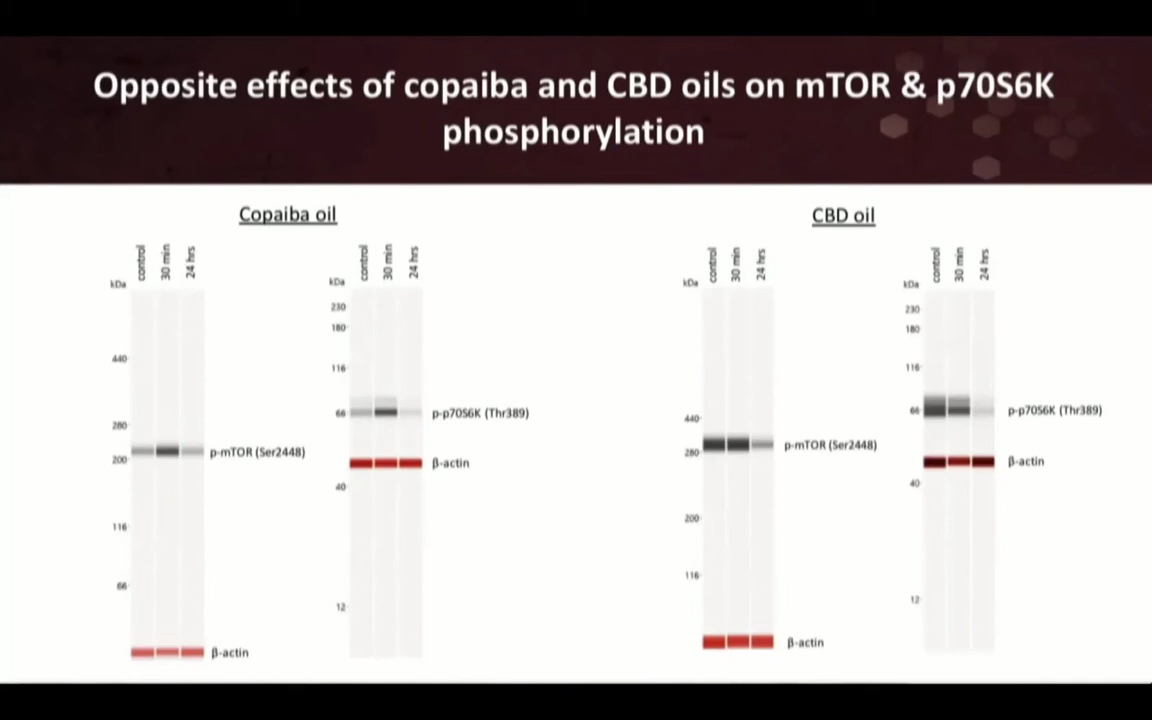 Opposite effects of copaiba and CBD oils on mTOR & p70S6K
phosphorylation
Copaiba oil
control
30 min
24 hrs
kDa
440
280
200
116
66
p-mTOR (Ser2448)
β-actin
control
30 min
24 hrs
kDa
230
180
116
66
40
12
p-p70S6K (Thr389)
β-actin
CBD oil
control
30 min
24 hrs
kDa
440
280
200
116
p-mTOR (Ser2448)
β-actin
control
30 min
24 hrs
kDa
230
180
116
66
40
12
p-p70S6K (Thr389)
β-actin